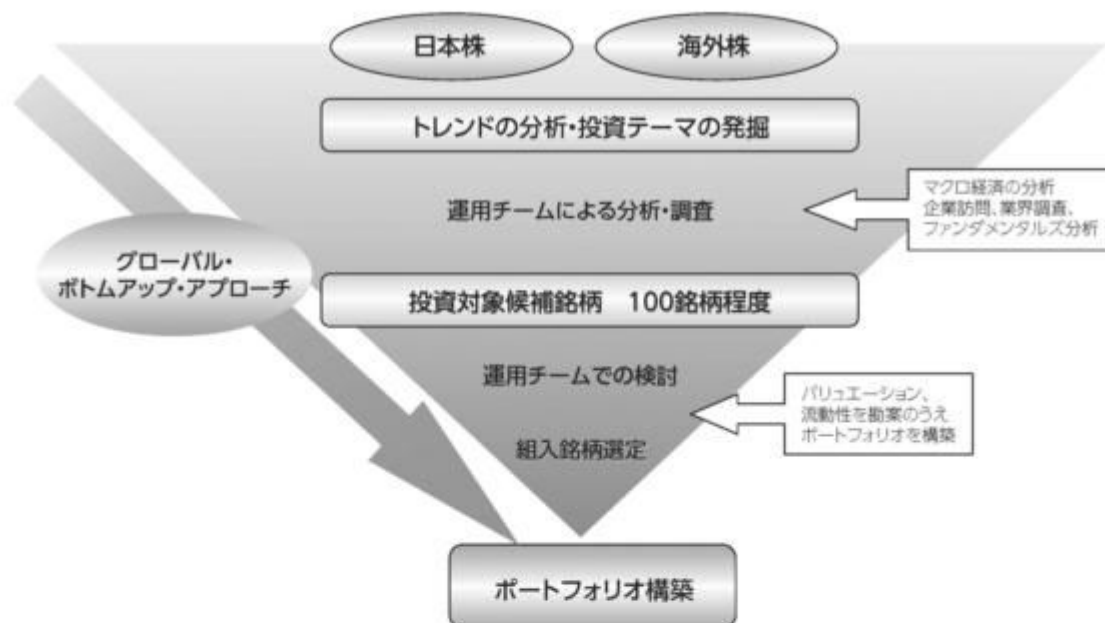 日本株
海外株
トレンドの分析・投資テーマの発掘
運用チームによる分析・調査
マクロ経済の分析
企業訪問、業界調査、
ファンダメンタルズ分析
グローバル・
ボトムアップ・アプローチ
投資対象候補銘柄　100銘柄程度
運用チームでの検討
バリュエーション、
流動性を勘案のうえ
ポートフォリオを構築
組入銘柄選定
ポートフォリオ構築